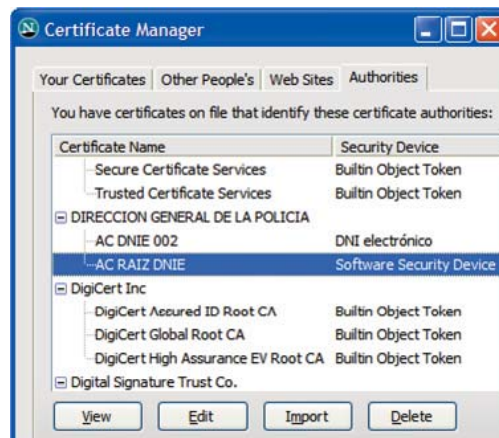 Certificate Manager
Your Certificates Other People's Web Sites Authorities
You have certificates on file that identify these certificate authorities:
Certificate Name Security Device
Secure Certificate Services Builtin Object Token
Trusted Certificate Services Builtin Object Token
DIRECCION GENERAL DE LA POLICIA
AC DNIE 002 DNI electrónico
AC RAIZ DNIE Software Security Device
DigiCert Inc
DigiCert Assured ID Root CA Builtin Object Token
DigiCert Global Root CA Builtin Object Token
DigiCert High Assurance EV Root CA Builtin Object Token
Digital Signature Trust Co.
View Edit Import Delete